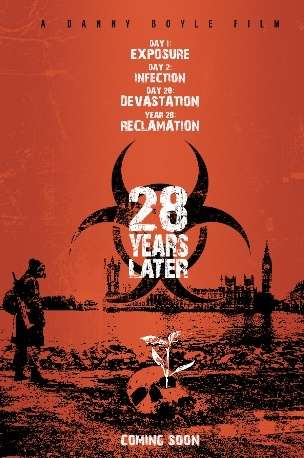 A DANNY BOYLE FILM
DAY 1:
EXPOSURE
DAY 2:
INFECTION
DAY 28:
DEVASTATION
YEAR 28:
RECLAMATION
28
YEARS
LATER
COMING SOON